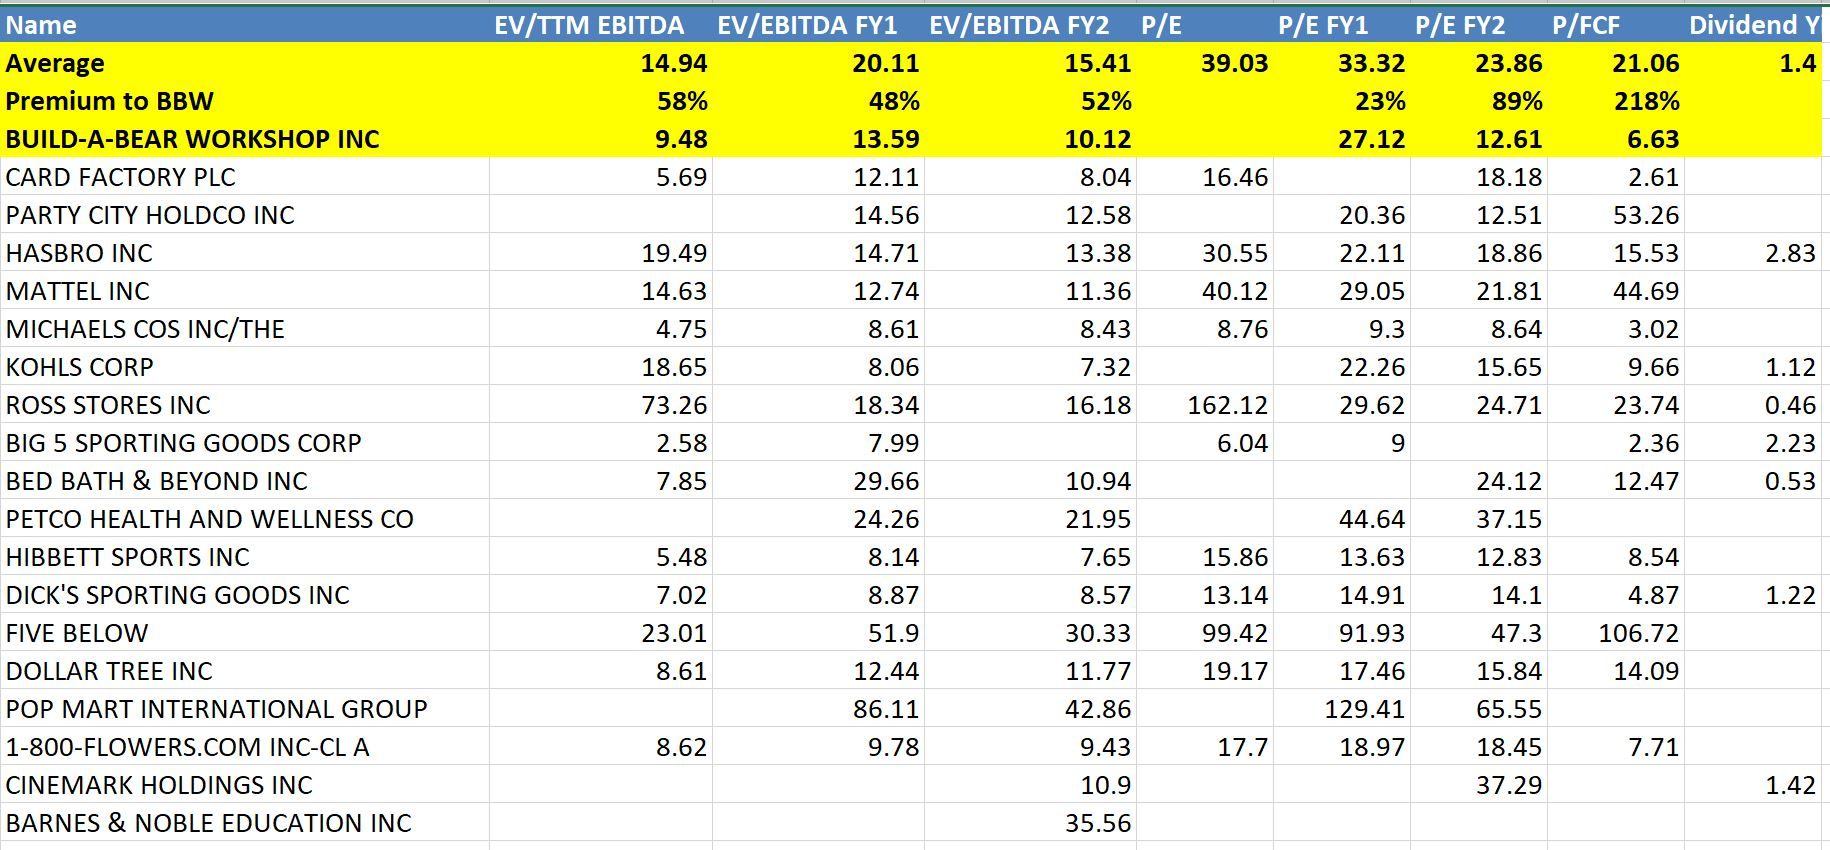 Name EV/TTM EBITDA EV/EBITDA FY1 EV/EBITDA FY2 P/E P/E FY1 P/E FY2 P/FCF Dividend Y
Average 14.94 20.11 15.41 39.03 33.32 23.86 21.06 1.4
Premium to BBW 58% 48% 52% 23% 89% 218%
BUILD-A-BEAR WORKSHOP INC 9.48 13.59 10.12 27.12 12.61 6.63
CARD FACTORY PLC 5.69 12.11 8.04 16.46 18.18 2.61
PARTY CITY HOLDCO INC 14.56 12.58 20.36 12.51 53.26
HASBRO INC 19.49 14.71 13.38 30.55 22.11 18.86 15.53 2.83
MATTEL INC 14.63 12.74 11.36 40.12 29.05 21.81 44.69
MICHAELS COS INC/THE 4.75 8.61 8.43 8.76 9.3 8.64 3.02
KOHLS CORP 18.65 8.06 7.32 22.26 15.65 9.66 1.12
ROSS STORES INC 73.26 18.34 16.18 162.12 29.62 24.71 23.74 0.46
BIG 5 SPORTING GOODS CORP 2.58 7.99 6.04 9 2.36 2.23
BED BATH & BEYOND INC 7.85 29.66 10.94 24.12 12.47 0.53
PETCO HEALTH AND WELLNESS CO 24.26 21.95 44.64 37.15
HIBBETT SPORTS INC 5.48 8.14 7.65 15.86 13.63 12.83 8.54
DICK'S SPORTING GOODS INC 7.02 8.87 8.57 13.14 14.91 14.1 4.87 1.22
FIVE BELOW 23.01 51.9 30.33 99.42 91.93 47.3 106.72
DOLLAR TREE INC 8.61 12.44 11.77 19.17 17.46 15.84 14.09
POP MART INTERNATIONAL GROUP 86.11 42.86 129.41 65.55
1-800-FLOWERS.COM INC-CL A 8.62 9.78 9.43 17.7 18.97 18.45 7.71
CINEMARK HOLDINGS INC 10.9 37.29 1.42
BARNES & NOBLE EDUCATION INC 35.56